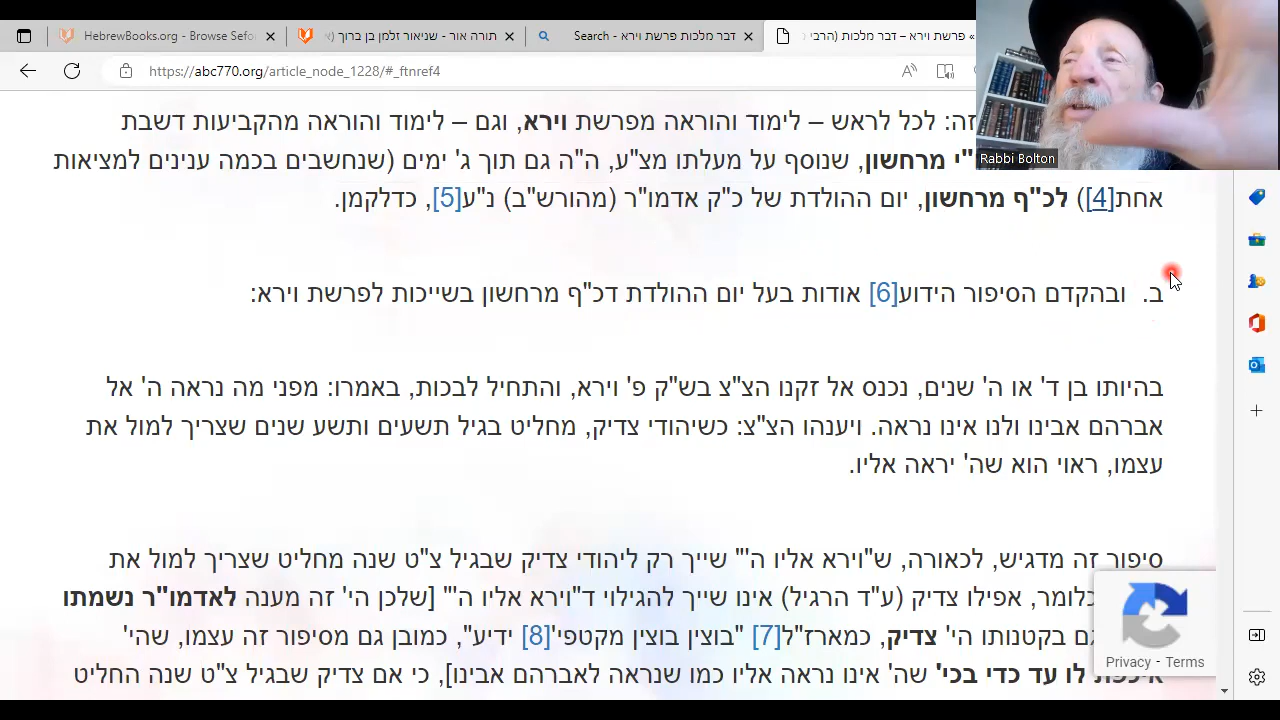 HebrewBooks.org - Browse Sefo
תורה אור - שניאור זלמן בן ברוך (א
דבר מלכות פרשת וירא - Search
» פרשת וירא – דבר מלכות (הרבי
https://abc770.org/article_node_1228/#_ftnref4
Rabbi Bolton
זה: לכל לראש – לימוד והוראה מפרשת וירא, וגם – לימוד והוראה מהקביעות דשבת
"י מרחשון, שנוסף על מעלתו מצ"ע, ה"ה גם תוך ג' ימים (שנחשבים בכמה ענינים למציאות
אחת[4]) לכ"ף מרחשון, יום ההולדת של כ"ק אדמו"ר (מהורש"ב) נ"ע[5], כדלקמן.
ב. ובהקדם הסיפור הידוע[6] אודות בעל יום ההולדת דכ"ף מרחשון בשייכות לפרשת וירא:
בהיותו בן ד' או ה' שנים, נכנס אל זקנו הצ"צ בש"ק פ' וירא, והתחיל לבכות, באמרו: מפני מה נראה ה' אל
אברהם אבינו ולנו אינו נראה. ויענהו הצ"צ: כשיהודי צדיק, מחליט בגיל תשעים ותשע שנים שצריך למול את
עצמו, ראוי הוא שה' יראה אליו.
סיפור זה מדגיש, לכאורה, ש"וירא אליו ה'" שייך רק ליהודי צדיק שבגיל צ"ט שנה מחליט שצריך למול את
כלומר, אפילו צדיק (ע"ד הרגיל) אינו שייך להגילוי ד"וירא אליו ה'" [שלכן הי' זה מענה לאדמו"ר נשמתו
גם בקטנותו הי' צדיק, כמארז"ל[7] "בוצין בוצין מקטפי'[8] ידיע", כמובן גם מסיפור זה עצמו, שהי'
לו עד כדי בכי' שה' אינו נראה אליו כמו שנראה לאברהם אבינו], כי אם צדיק שבגיל צ"ט שנה החליט
Privacy - Terms